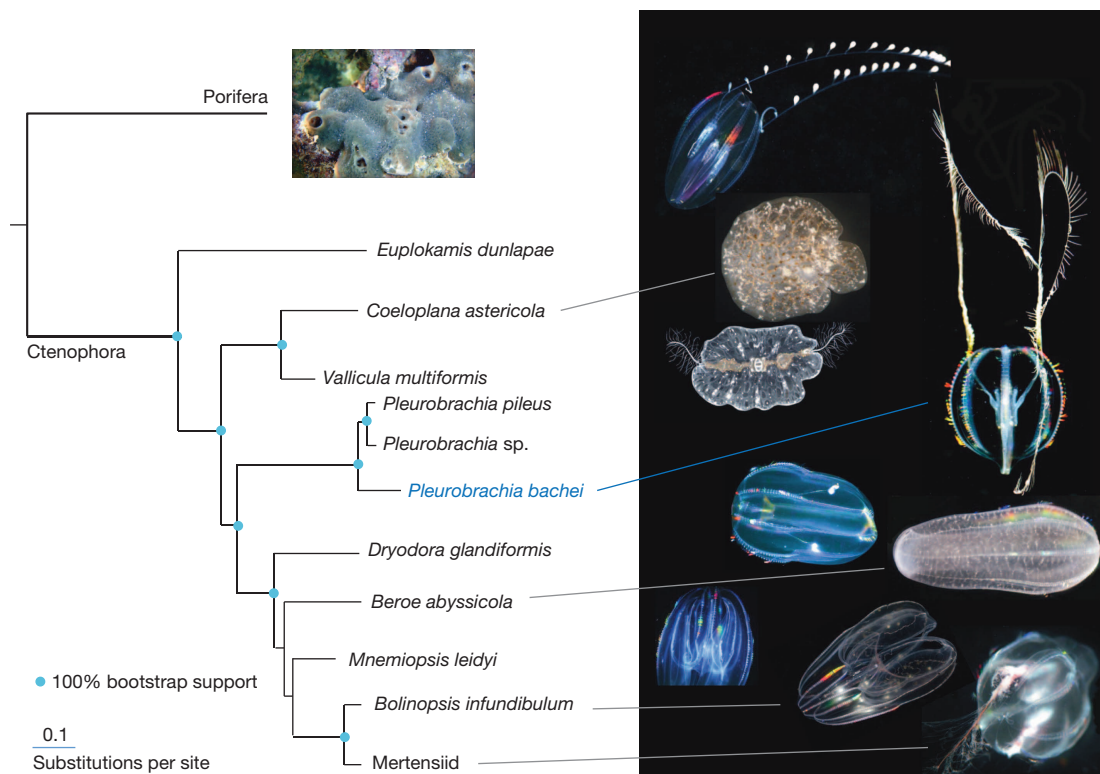 Porifera
Euplokamis dunlapae
Coeloplana astericola
Ctenophora
Vallicula multiformis
Pleurobrachia pileus
Pleurobrachia sp.
Pleurobrachia bachei
Dryodora glandiformis
Beroe abyssicola
Mnemiopsis leidyi
100% bootstrap support
Bolinopsis infundibulum
0.1
Substitutions per site
Mertensiid